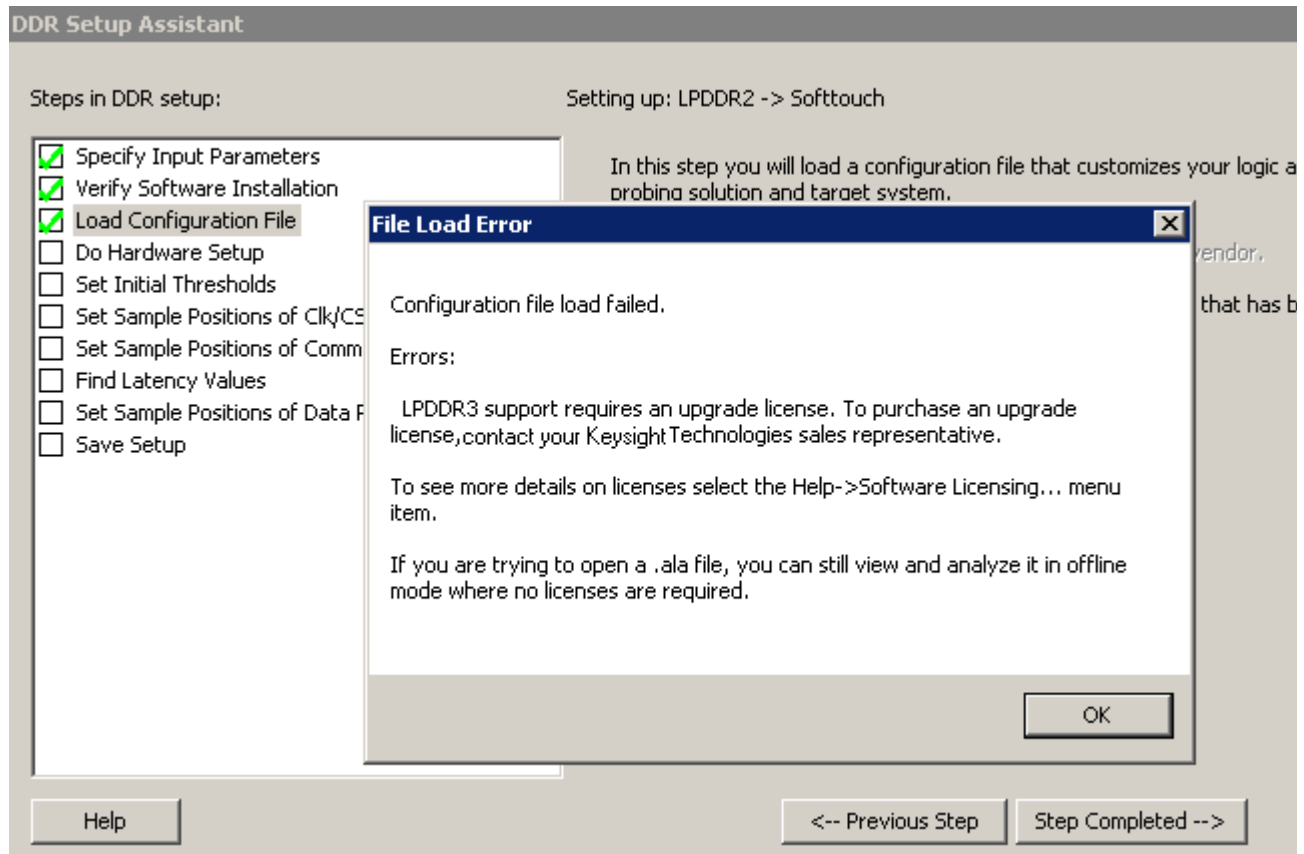 DDR Setup Assistant
Steps in DDR setup:
Setting up: LPDDR2 -> Softtouch
Specify Input Parameters
Verify Software Installation
Load Configuration File
Do Hardware Setup
Set Initial Thresholds
Set Sample Positions of Clk/CS
Set Sample Positions of Comm
Find Latency Values
Set Sample Positions of Data
Save Setup
In this step you will load a configuration file that customizes your logic a
probing solution and target system.
vendor.
that has b
File Load Error
Configuration file load failed.
Errors:
LPDDR3 support requires an upgrade license. To purchase an upgrade
license,contact your Keysight Technologies sales representative.
To see more details on licenses select the Help->Software Licensing... menu
item.
If you are trying to open a .ala file, you can still view and analyze it in offline
mode where no licenses are required.
OK
Help
<-- Previous Step
Step Completed -->